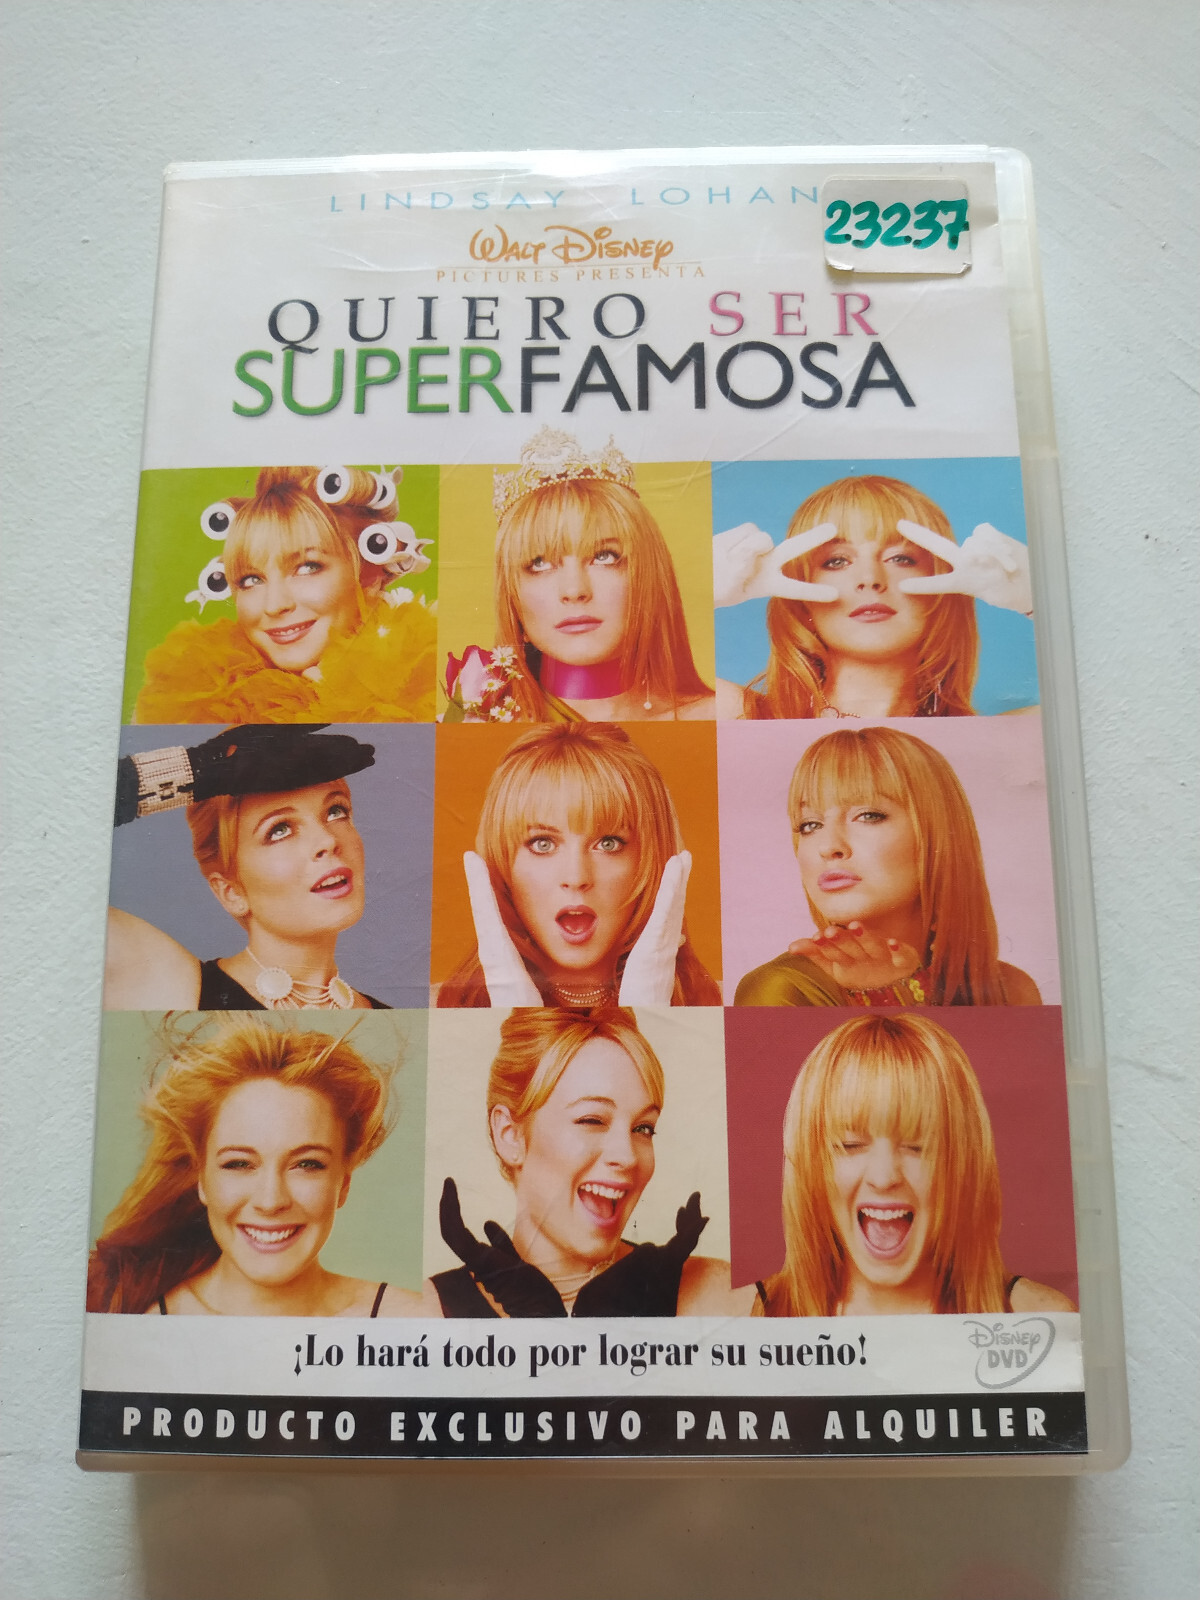 LINDSAY LOHAN
23237
WALT DISNEY
PICTURES PRESENTA
QUIERO SER
SUPERFAMOSA
¡Lo hará todo por lograr su sueño!
DISNEY
DVD
PRODUCTO EXCLUSIVO PARA ALQUILER